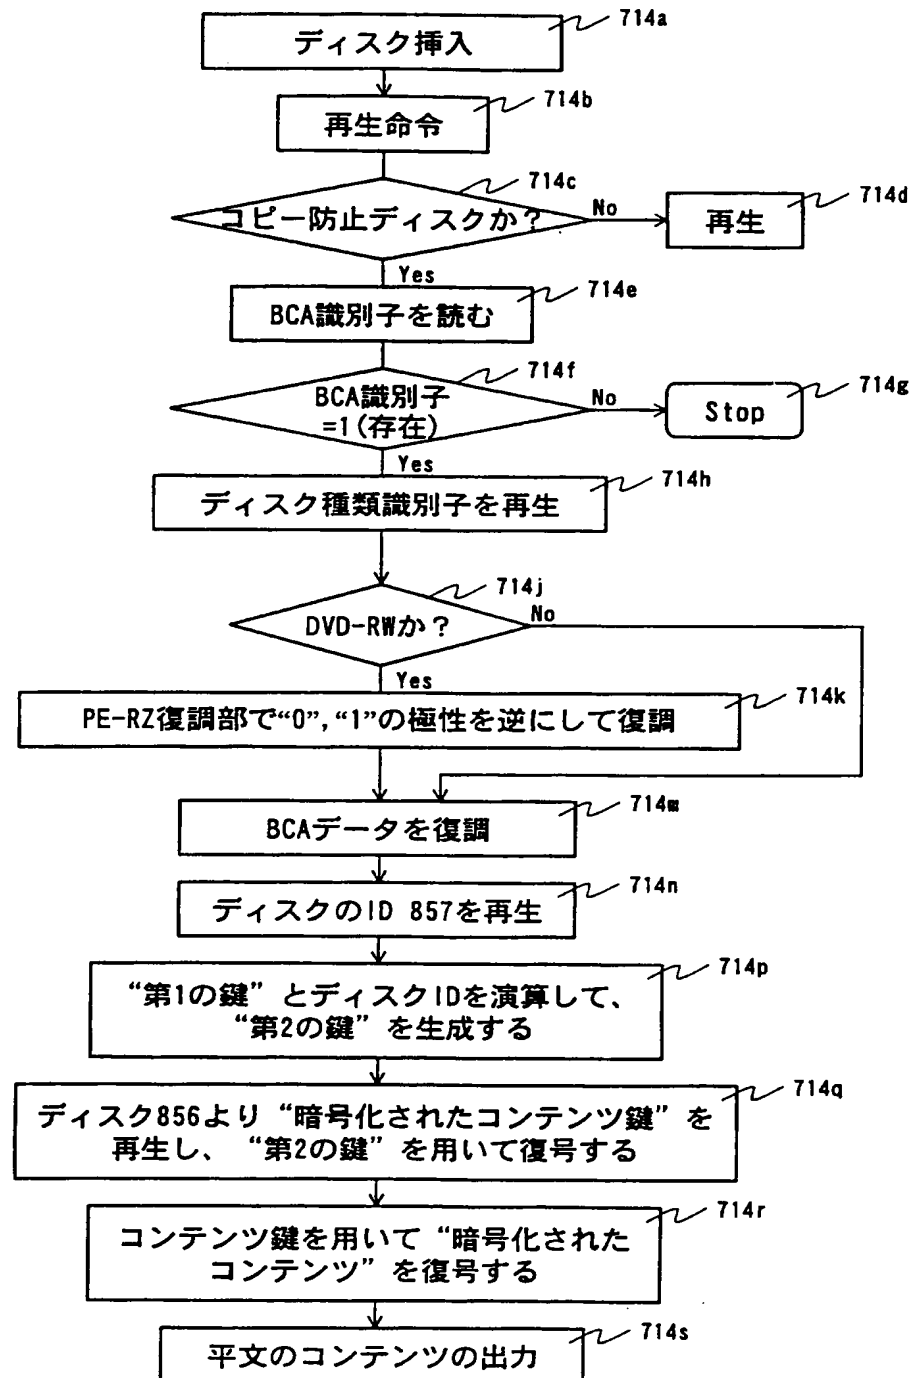 ディスク挿入
714a
再生命令
714b
コピー防止ディスクか？
714c
No
再生
714d
Yes
BCA識別子を読む
714e
BCA識別子
=1(存在)
714f
No
Stop
714g
Yes
ディスク種類識別子を再生
714h
DVD-RWか？
714j
No
Yes
PE-RZ復調部で“0”,“1”の極性を逆にして復調
714k
BCAデータを復調
714m
ディスクのID 857を再生
714n
“第1の鍵”とディスクIDを演算して、
“第2の鍵”を生成する
714p
ディスク856より“暗号化されたコンテンツ鍵”を
再生し、“第2の鍵”を用いて復号する
714q
コンテンツ鍵を用いて“暗号化された
コンテンツ”を復号する
714r
平文のコンテンツの出力
714s